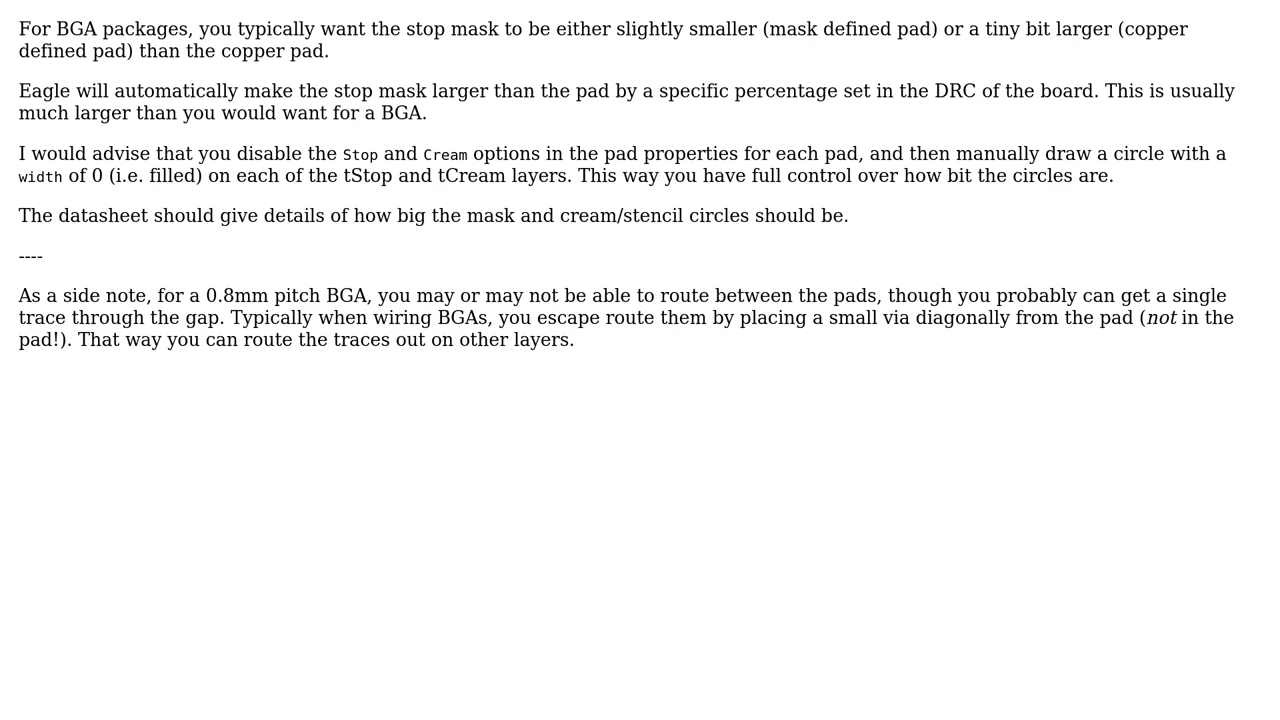 For BGA packages, you typically want the stop mask to be either slightly smaller (mask defined pad) or a tiny bit larger (copper
defined pad) than the copper pad.
Eagle will automatically make the stop mask larger than the pad by a specific percentage set in the DRC of the board. This is usually
much larger than you would want for a BGA.
I would advise that you disable the Stop and Cream options in the pad properties for each pad, and then manually draw a circle with a
width of 0 (i.e. filled) on each of the tStop and tCream layers. This way you have full control over how bit the circles are.
The datasheet should give details of how big the mask and cream/stencil circles should be.
----
As a side note, for a 0.8mm pitch BGA, you may or may not be able to route between the pads, though you probably can get a single
trace through the gap. Typically when wiring BGAs, you escape route them by placing a small via diagonally from the pad (not in the
pad!). That way you can route the traces out on other layers.